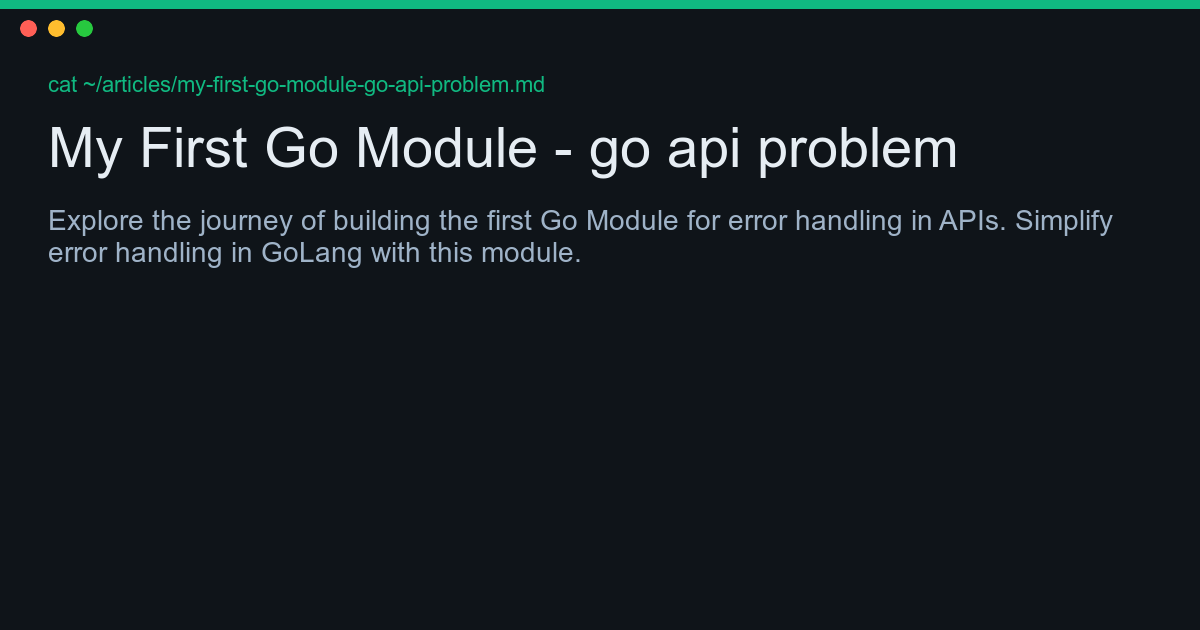 cat ~/articles/my-first-go-module-go-api-problem.md
My First Go Module - go api problem
Explore the journey of building the first Go Module for error handling in APIs. Simplify
error handling in GoLang with this module.